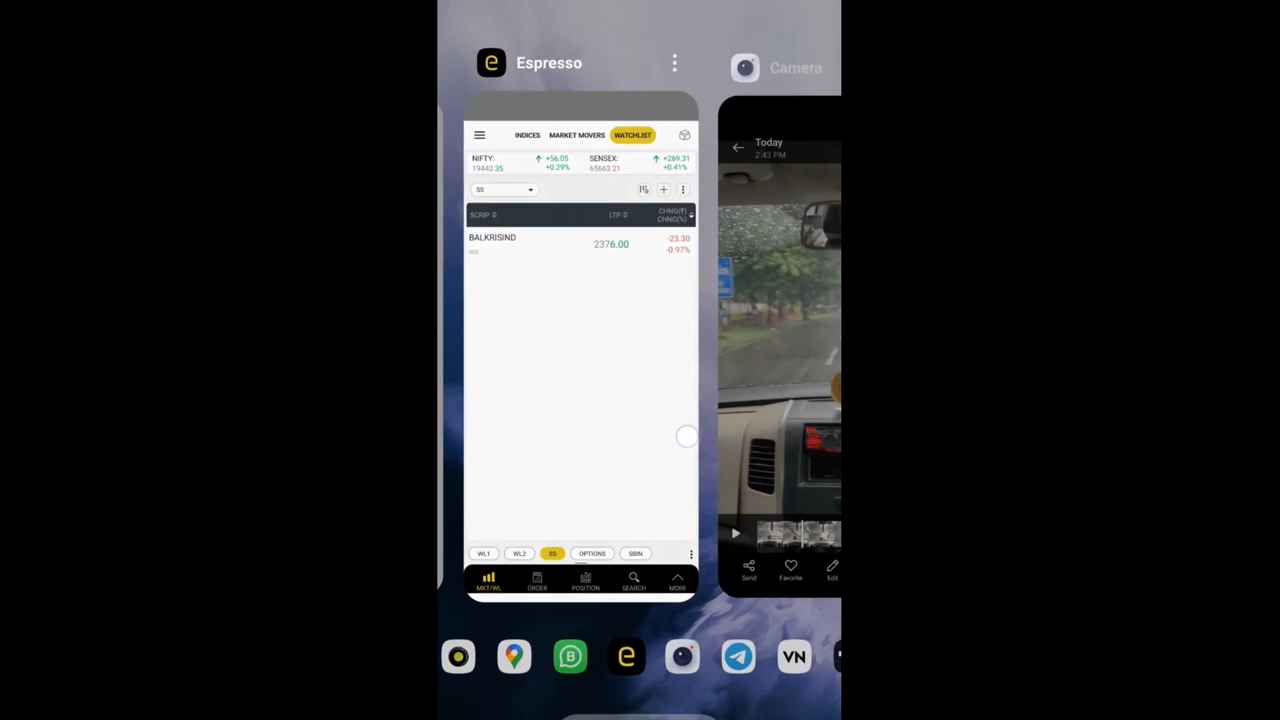 Espresso
Camera
INDICES MARKET MOVERS WATCHLIST
NIFTY: +56.05 SENSEX: +269.31
19440.35 +0.29% 65663.21 +0.41%
SS
SCRIP LTP CHNG(₹)
CHNG(%)
BALKRISIND 2376.00 -23.30
NSE -0.97%
WL1 WL2 SS OPTIONS SBIN
MKT/WL ORDER POSITION SEARCH MORE
Today
2:43 PM
Send Favorite Edit
e B e VN